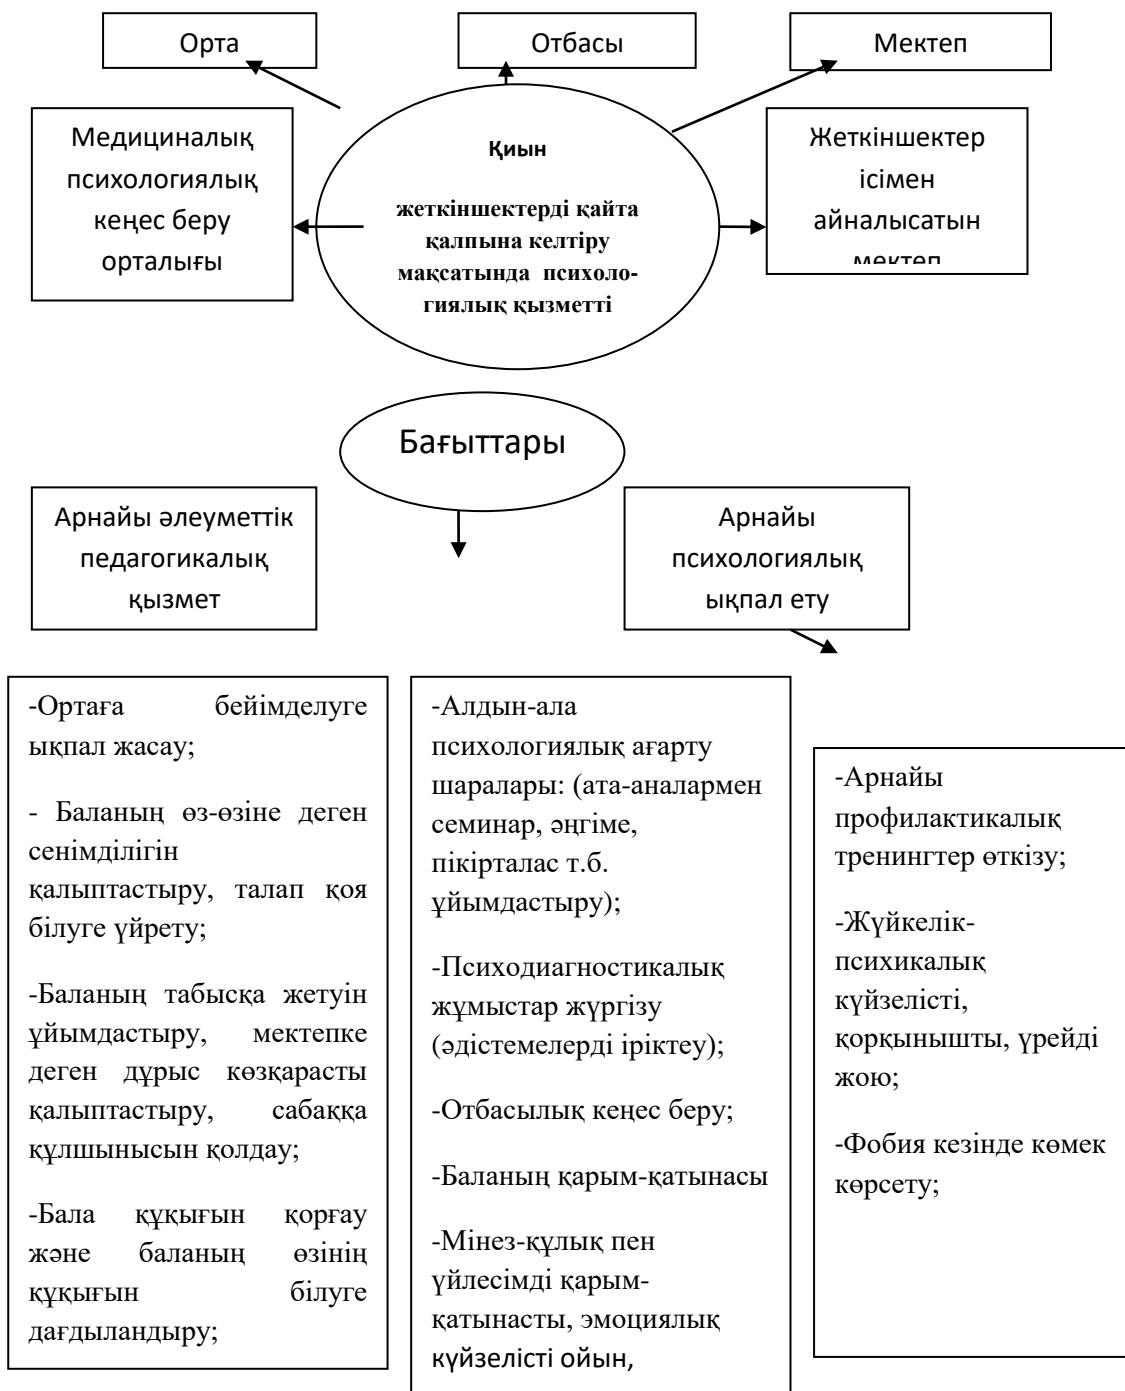 Орта
Отбасы
Мектеп
Медициналық
психологиялық
кеңес беру
орталығы
Қиын
жеткіншектерді қайта
қалпына келтіру
мақсатында психоло-
гиялық қызметті
Жеткіншектер
ісімен
айналысатын
мектеп
Бағыттары
Арнайы әлеуметтік
педагогикалық
қызмет
Арнайы
психологиялық
ықпал ету
-Ортаға бейімделуге
ықпал жасау;
- Баланың өз-өзіне деген
сенімділігін
қалыптастыру, талап қоя
білуге үйрету;
-Баланың табысқа жетуін
ұйымдастыру, мектепке
деген дұрыс көзқарасты
қалыптастыру, сабаққа
құлшынысын қолдау;
-Бала құқығын қорғау
және баланың өзінің
құқығын білуге
дағдыландыру;
-Алдын-ала
психологиялық ағарту
шаралары: (ата-аналармен
семинар, әңгіме,
пікірталас т.б.
ұйымдастыру);
-Психодиагностикалық
жұмыстар жүргізу
(әдістемелерді іріктеу);
-Отбасылық кеңес беру;
-Баланың қарым-қатынасы
-Мінез-құлық пен
үйлесімді қарым-
қатынасты, эмоциялық
күйзелісті ойын,
-Арнайы
профилактикалық
тренингтер өткізу;
-Жүйкелік-
психикалық
күйзелісті,
қорқынышты, үрейді
жою;
-Фобия кезінде көмек
көрсету;